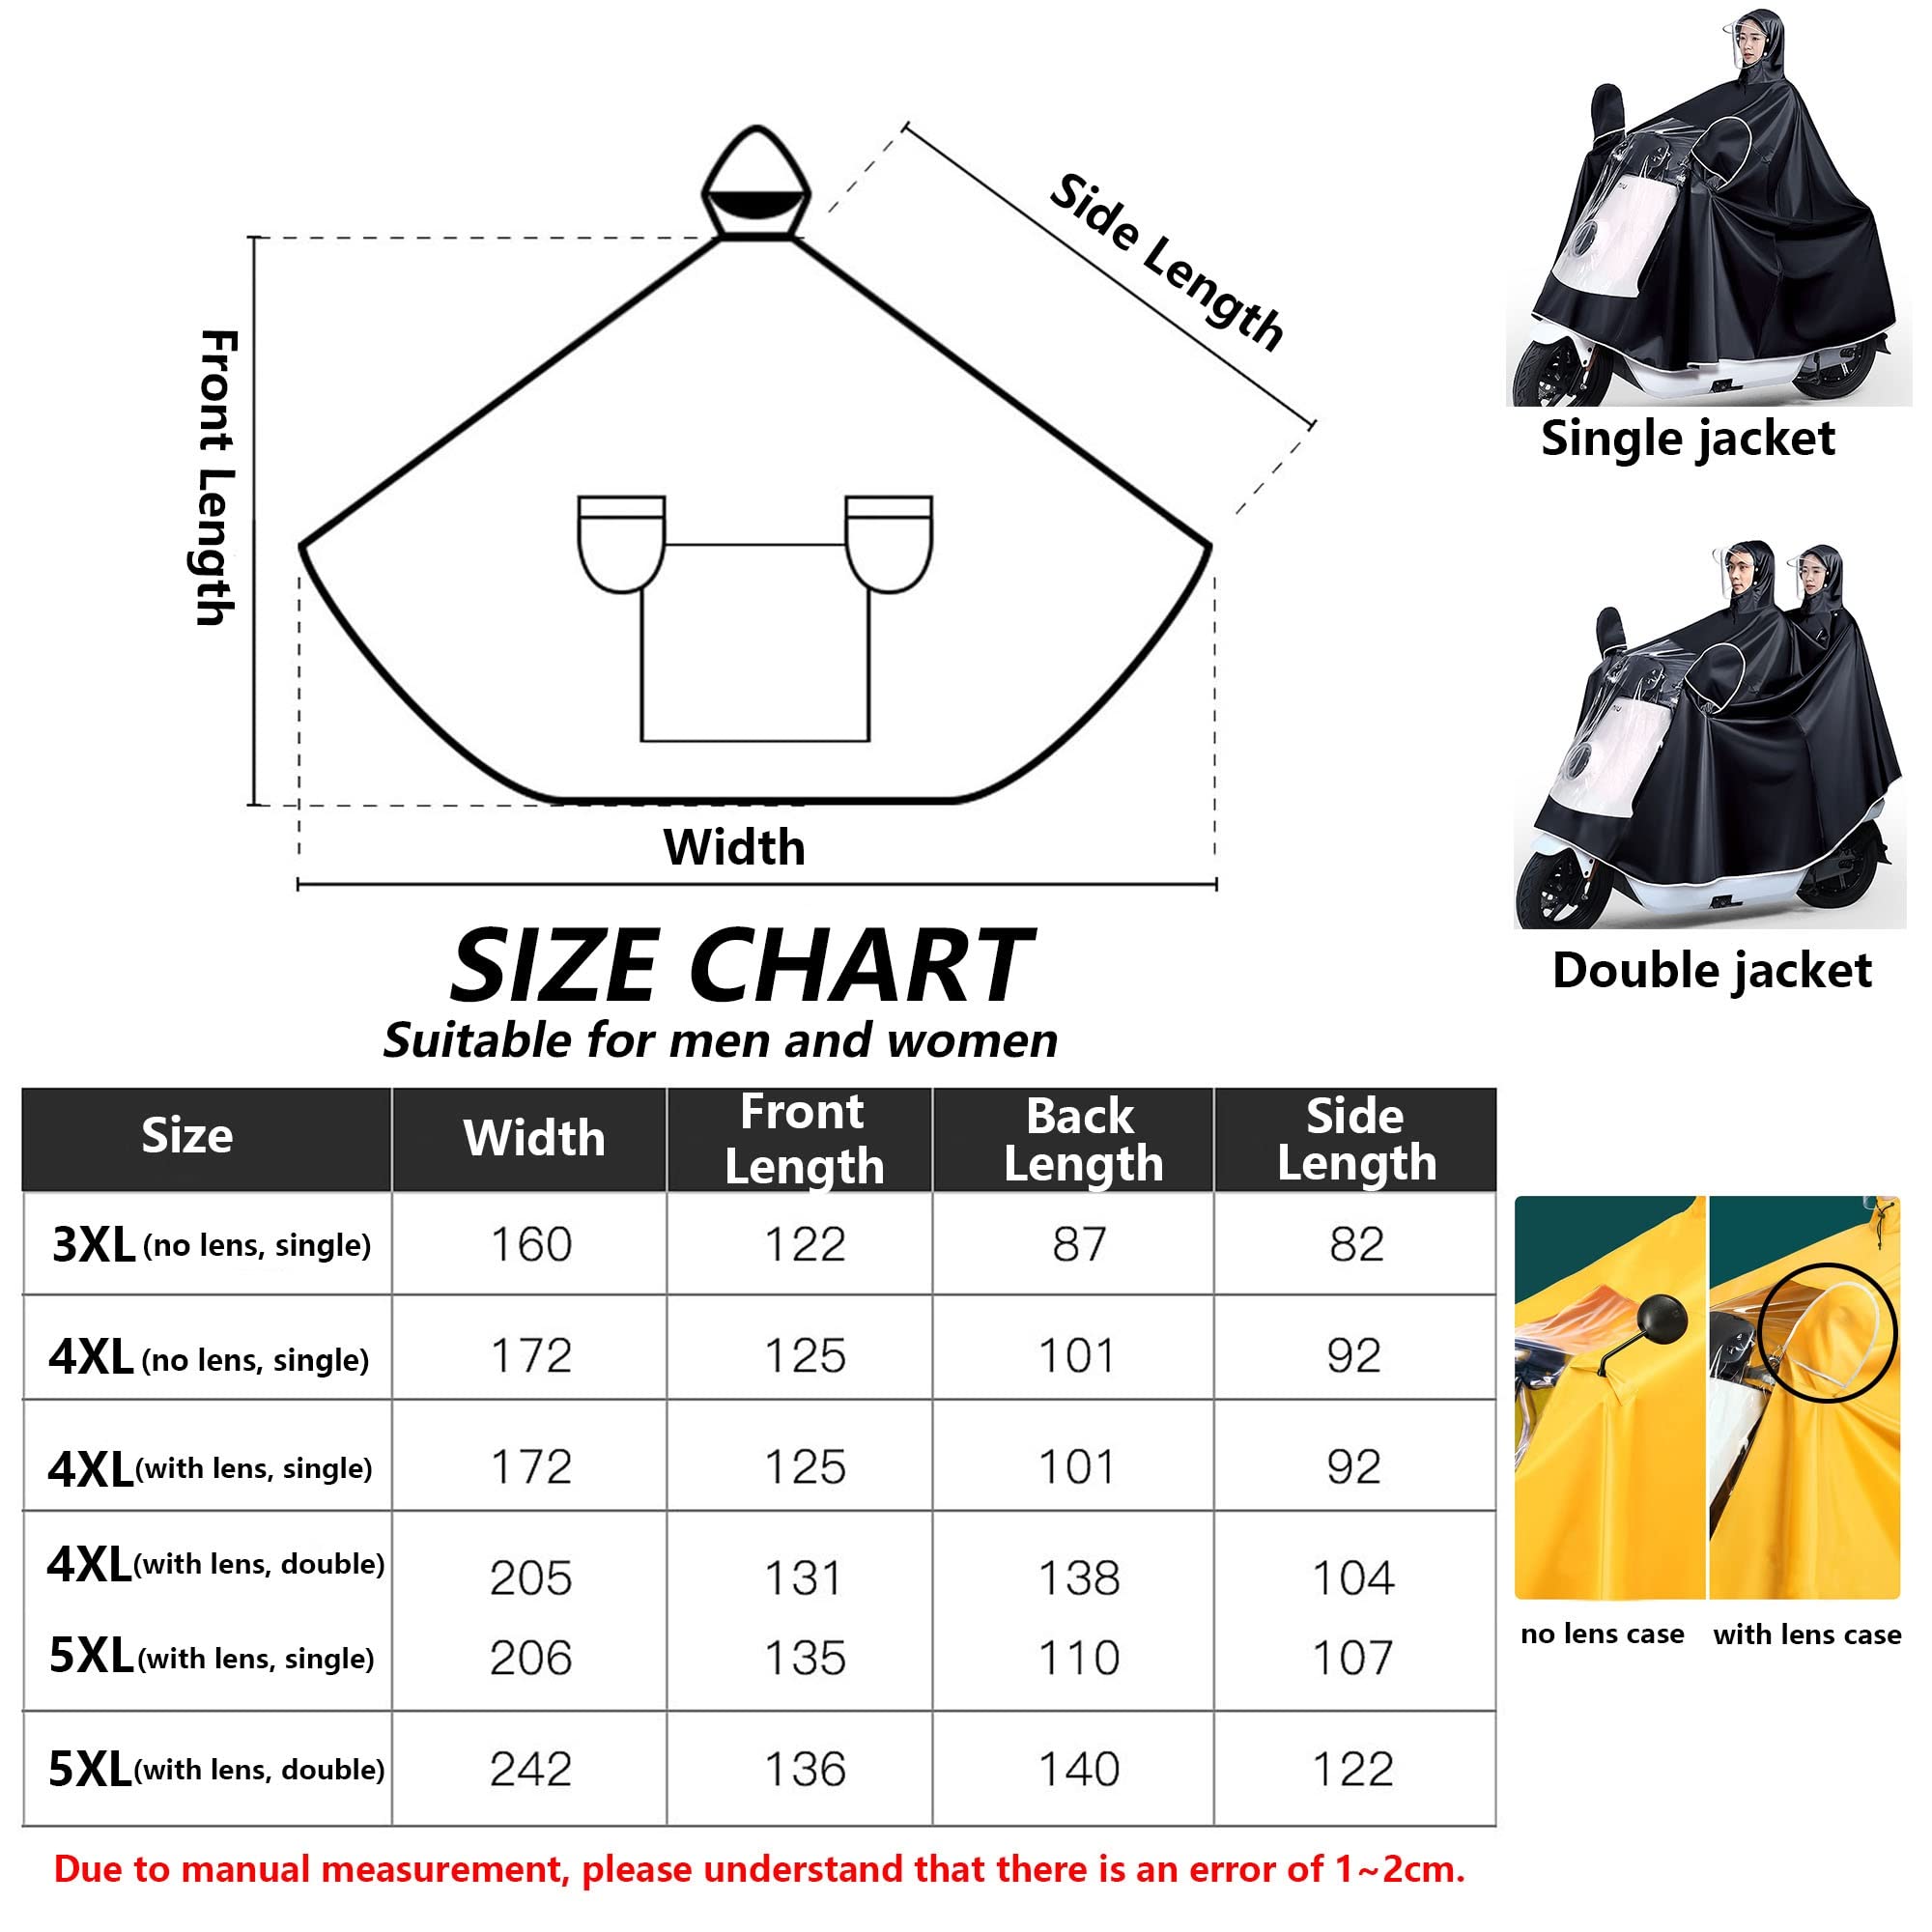 Side Length
Front Length
Width
Single jacket
Double jacket
SIZE CHART
Suitable for men and women
Size Width Front Length Back Length Side Length
3XL (no lens, single) 160 122 87 82
4XL (no lens, single) 172 125 101 92
4XL(with lens, single) 172 125 101 92
4XL(with lens, double) 205 131 138 104
5XL(with lens, single) 206 135 110 107
5XL(with lens, double) 242 136 140 122
no lens case with lens case
Due to manual measurement, please understand that there is an error of 1~2cm.